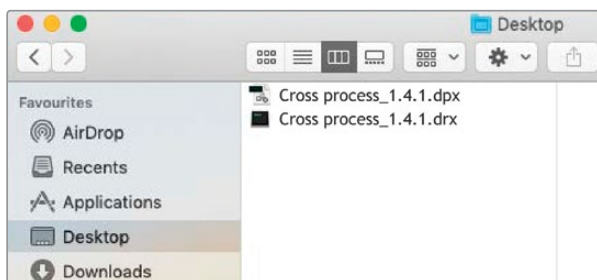 Desktop
Favourites
AirDrop
Recents
Applications
Desktop
Downloads
Cross process_1.4.1.dpx
Cross process_1.4.1.drx